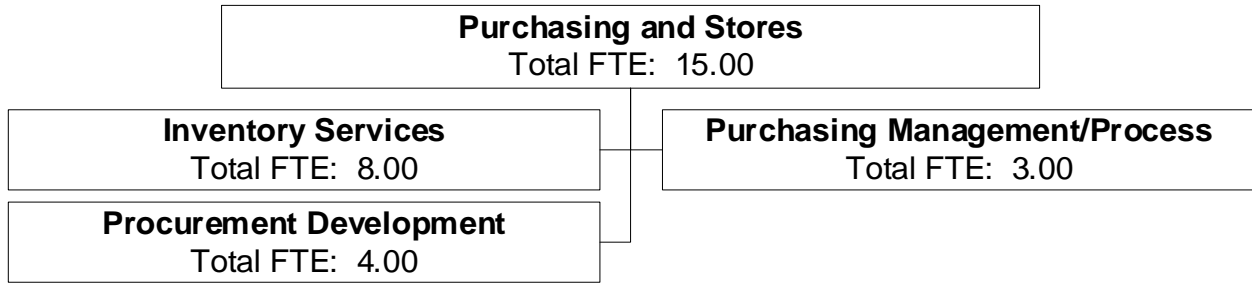 Purchasing and Stores
Total FTE: 15.00
Inventory Services
Total FTE: 8.00
Purchasing Management/Process
Total FTE: 3.00
Procurement Development
Total FTE: 4.00